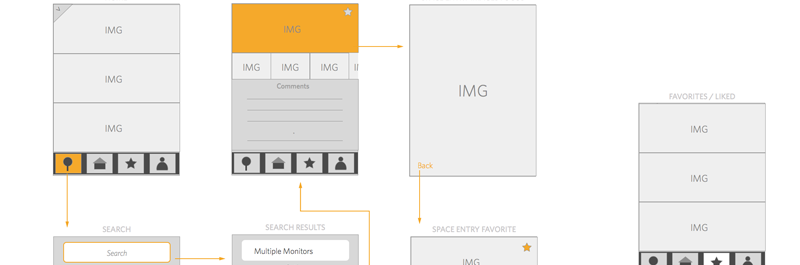 IMG
IMG
IMG
IMG
IMG
IMG
IMG
Comments
IMG
Back
FAVORITES / LIKED
IMG
IMG
IMG
SEARCH
Search
SEARCH RESULTS
Multiple Monitors
SPACE ENTRY FAVORITE
IMG